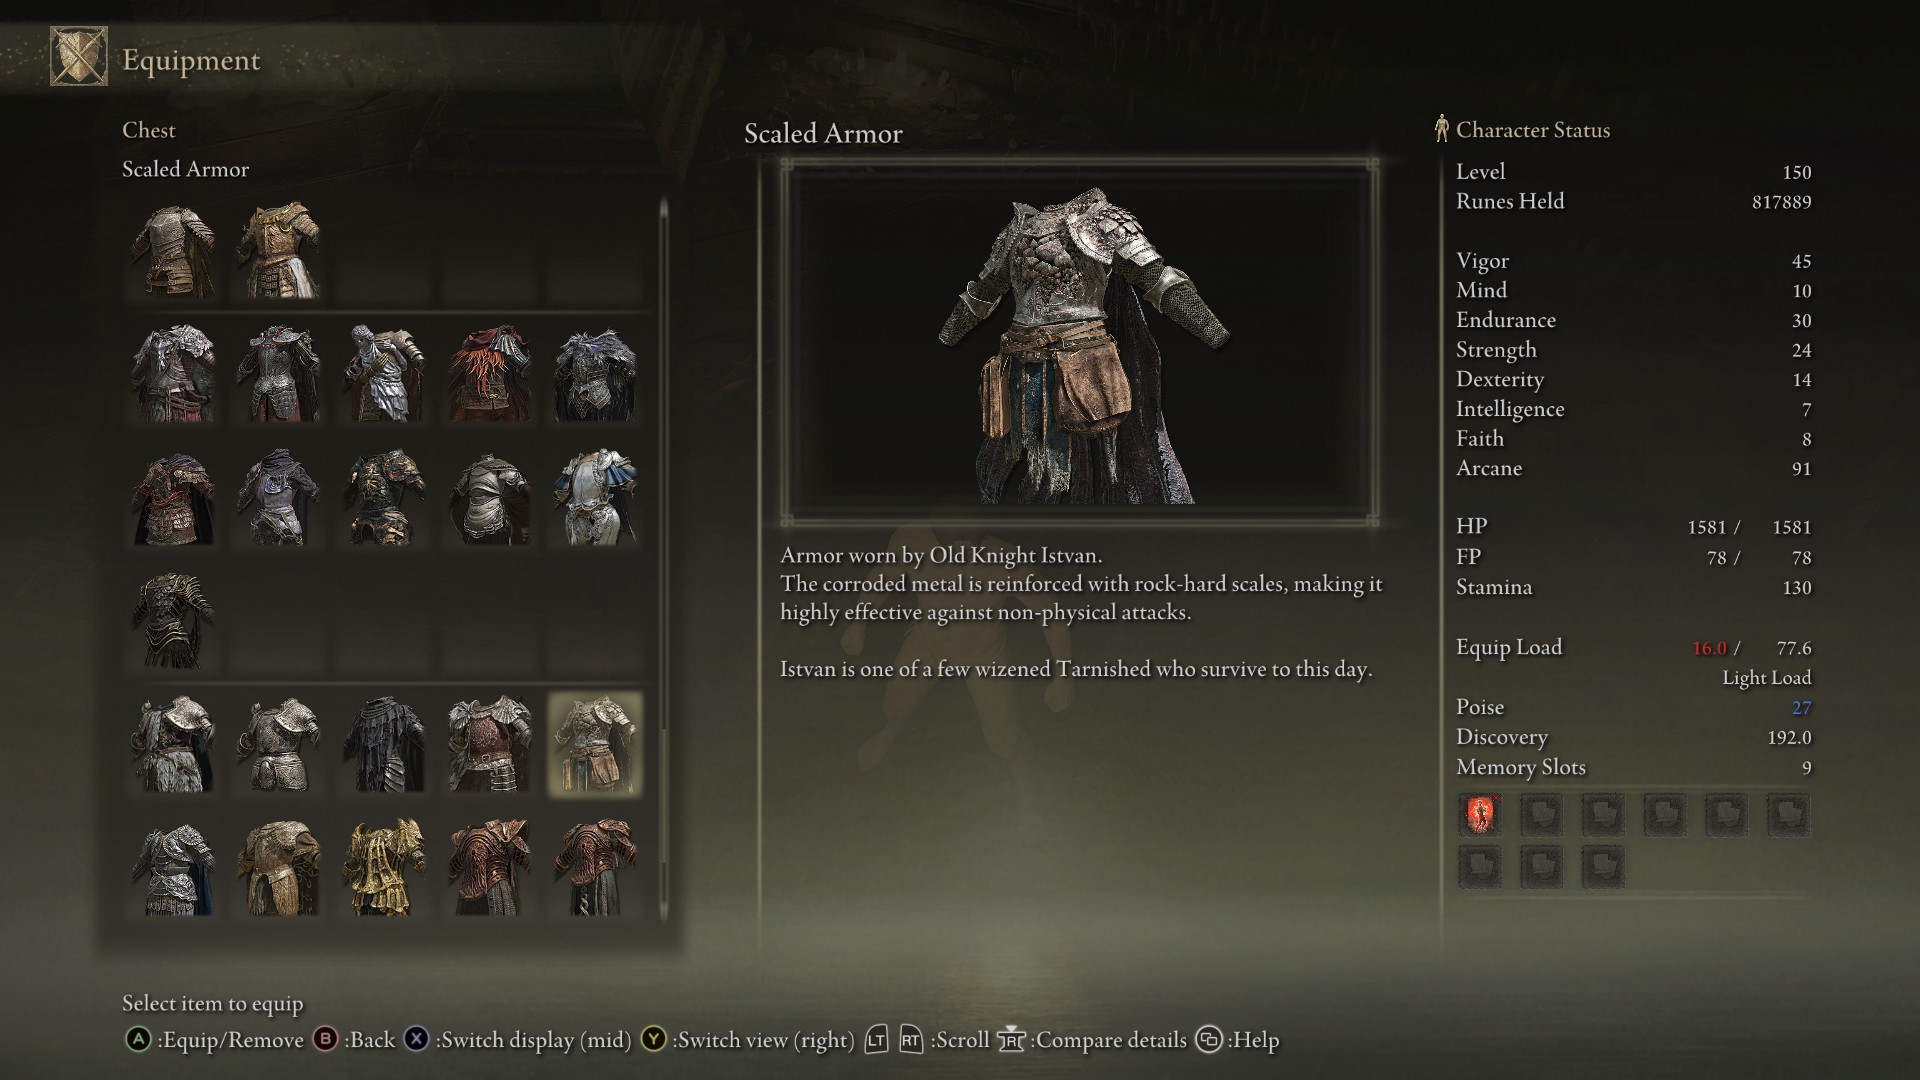 Equipment
Chest
Scaled Armor
Scaled Armor
Armor worn by Old Knight Istvan.
The corroded metal is reinforced with rock-hard scales, making it
highly effective against non-physical attacks.
Istvan is one of a few wizened Tarnished who survive to this day.
Character Status
Level 150
Runes Held 817889
Vigor 45
Mind 10
Endurance 30
Strength 24
Dexterity 14
Intelligence 7
Faith 8
Arcane 91
HP 1581 / 1581
FP 78 / 78
Stamina 130
Equip Load 16.0 / 77.6
Light Load
Poise 27
Discovery 192.0
Memory Slots 9
Select item to equip
A :Equip/Remove B :Back X :Switch display (mid) Y :Switch view (right) LT RT :Scroll R :Compare details :Help